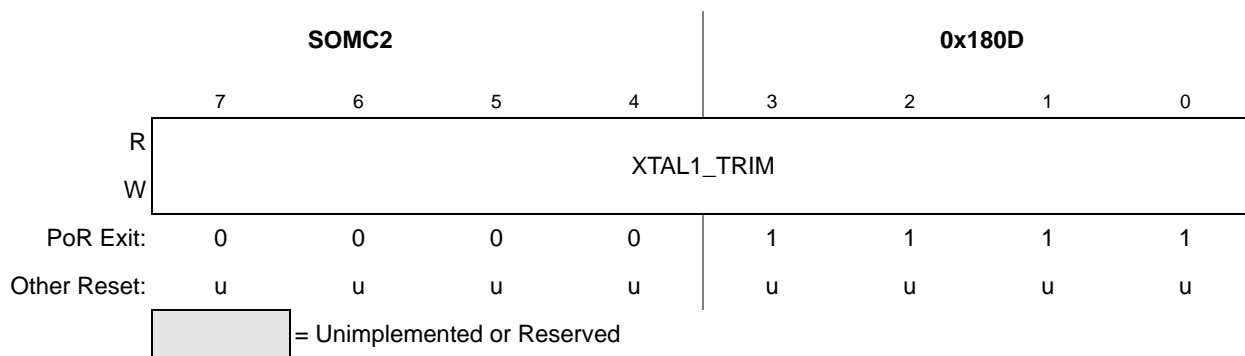 SOMC2 0x180D
7 6 5 4 3 2 1 0
R
XTAL1_TRIM
W
PoR Exit: 0 0 0 0 1 1 1 1
Other Reset: u u u u u u u u
= Unimplemented or Reserved